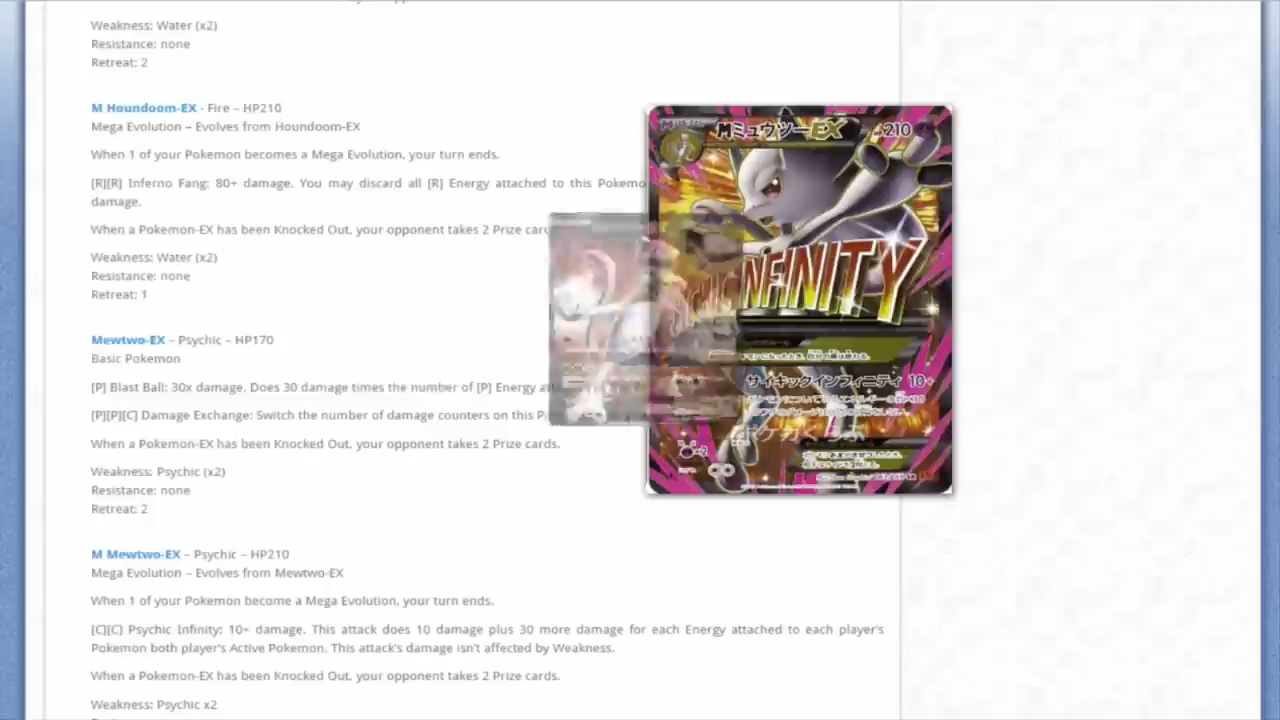 Weakness: Water (x2)
Resistance: none
Retreat: 2
M Houndoom-EX - Fire – HP210
Mega Evolution – Evolves from Houndoom-EX
When 1 of your Pokemon becomes a Mega Evolution, your turn ends.
[R][R] Inferno Fang: 80+ damage. You may discard all [R] Energy attached to this Pokemo
damage.
When a Pokemon-EX has been Knocked Out, your opponent takes 2 Prize card
Weakness: Water (x2)
Resistance: none
Retreat: 1
Mewtwo-EX – Psychic – HP170
Basic Pokemon
[P] Blast Ball: 30x damage. Does 30 damage times the number of [P] Energy
[P][P][C] Damage Exchange: Switch the number of damage counters on this
When a Pokemon-EX has been Knocked Out, your opponent takes 2 Prize cards.
Weakness: Psychic (x2)
Resistance: none
Retreat: 2
M Mewtwo-EX – Psychic – HP210
Mega Evolution – Evolves from Mewtwo-EX
When 1 of your Pokemon become a Mega Evolution, your turn ends.
[C][C] Psychic Infinity: 10+ damage. This attack does 10 damage plus 30 more damage for each Energy attached to each player's
Pokemon both player's Active Pokemon. This attack's damage isn't affected by Weakness.
When a Pokemon-EX has been Knocked Out, your opponent takes 2 Prize cards.
Weakness: Psychic x2
MミュウツーEX 210
INFINITY
サイキックインフィニティ 10+
×2